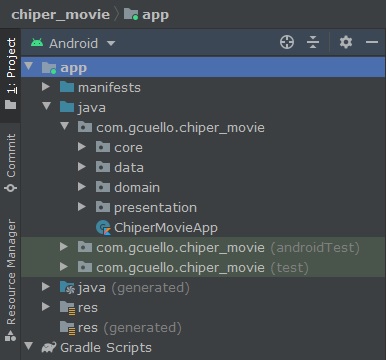 chiper_movie app
Android
app
manifests
java
com.gcuello.chiper_movie
core
data
domain
presentation
ChiperMovieApp
com.gcuello.chiper_movie (androidTest)
com.gcuello.chiper_movie (test)
java (generated)
res
res (generated)
Gradle Scripts
1: Project
Commit
Resource Manager